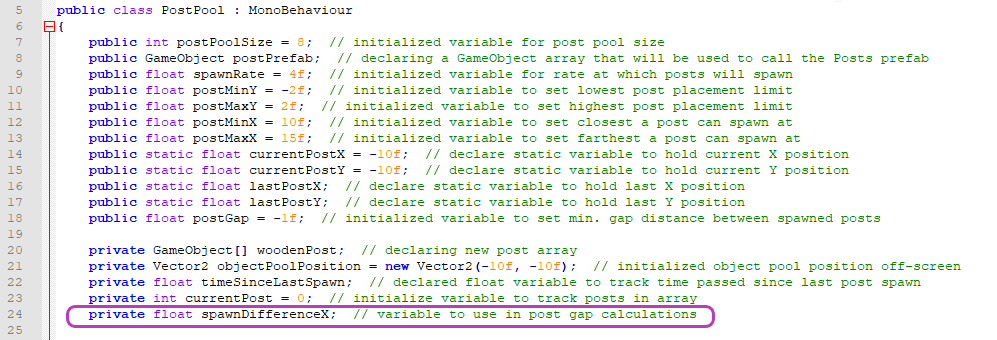 5 public class PostPool : MonoBehaviour
6 {
7 public int postPoolSize = 8; // initialized variable for post pool size
8 public GameObject postPrefab; // declaring a GameObject array that will be used to call the Posts prefab
9 public float spawnRate = 4f; // initialized variable for rate at which posts will spawn
10 public float postMinY = -2f; // initialized variable to set lowest post placement limit
11 public float postMaxY = 2f; // initialized variable to set highest post placement limit
12 public float postMinX = 10f; // initialized variable to set closest a post can spawn at
13 public float postMaxX = 15f; // initialized variable to set farthest a post can spawn at
14 public static float currentPostX = -10f; // declare static variable to hold current X position
15 public static float currentPostY = -10f; // declare static variable to hold current Y position
16 public static float lastPostX; // declare static variable to hold last X position
17 public static float lastPostY; // declare static variable to hold last Y position
18 public float postGap = -1f; // initialized variable to set min. gap distance between spawned posts
19
20 private GameObject[] woodenPost; // declaring new post array
21 private Vector2 objectPoolPosition = new Vector2(-10f, -10f); // initialized object pool position off-screen
22 private float timeSinceLastSpawn; // declared float variable to track time passed since last post spawn
23 private int currentPost = 0; // initialize variable to track posts in array
24 private float spawnDifferenceX; // variable to use in post gap calculations
25